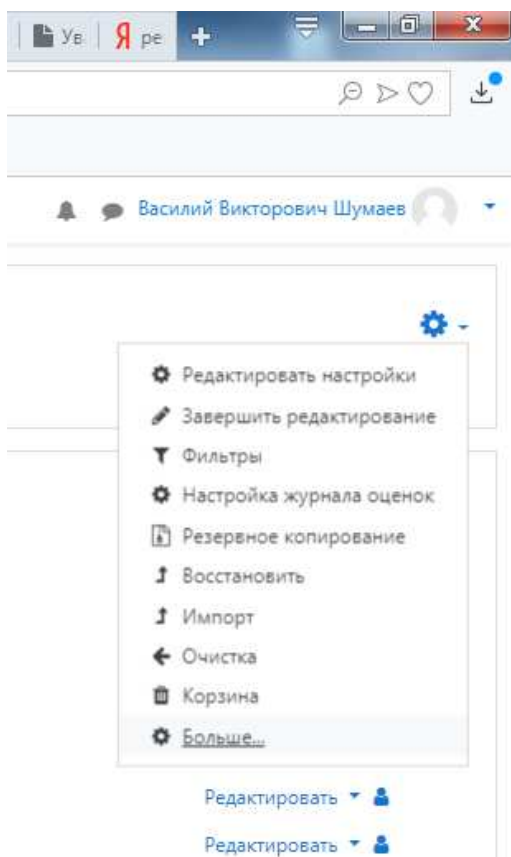 Ув
Я ре
Василий Викторович Шумаев
Редактировать настройки
Завершить редактирование
Фильтры
Настройка журнала оценок
Резервное копирование
Восстановить
Импорт
Очистка
Корзина
Больше...
Редактировать
Редактировать